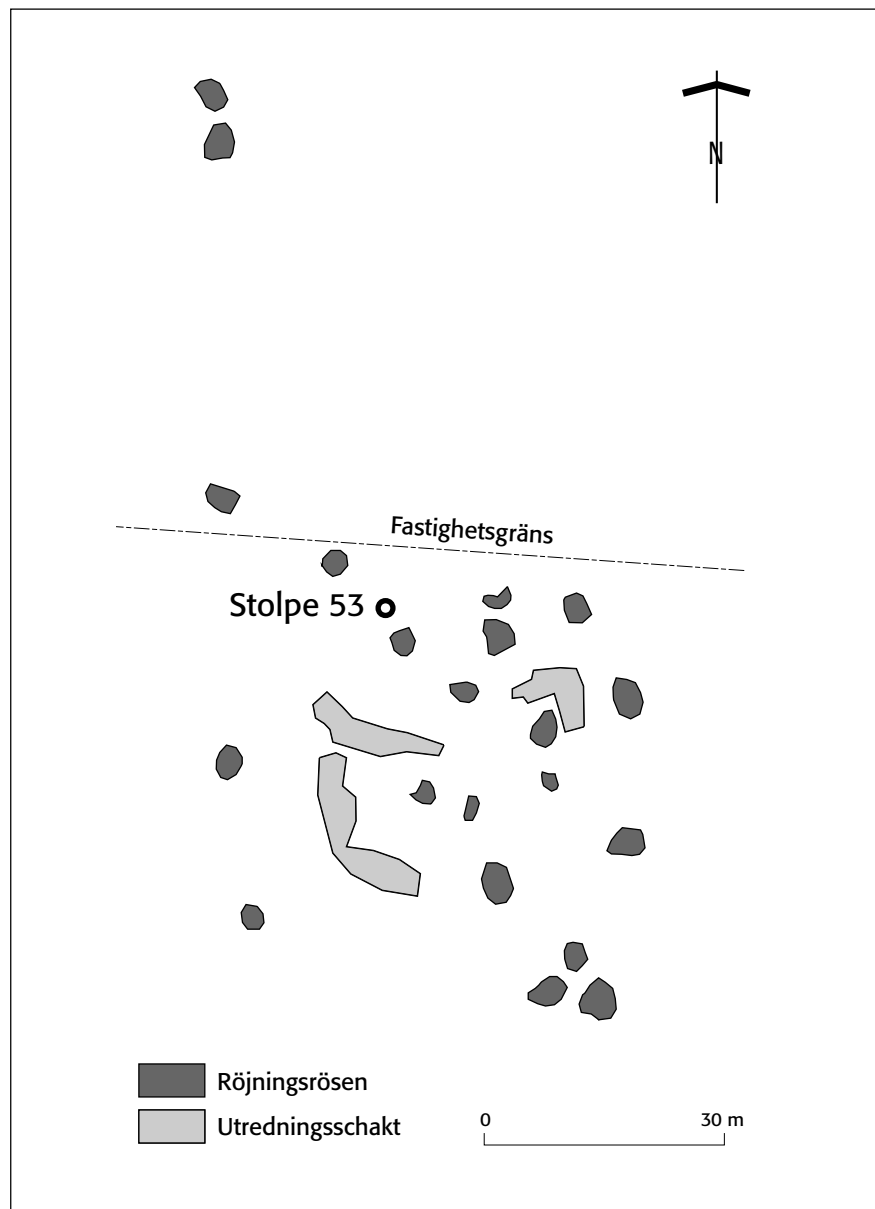 N
Fastighetsgräns
Stolpe 53
Röjningsrösen
Utredningsschakt
0 30 m